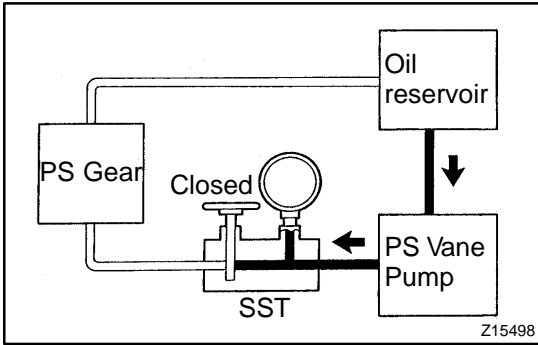 Oil
reservoir
PS Gear
Closed
PS Vane
Pump
SST
Z15498